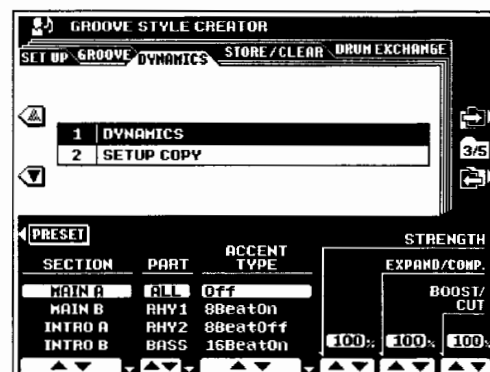 GROOVE STYLE CREATOR
SET UP GROOVE DYNAMICS STORE/CLEAR DRUM EXCHANGE
1 DYNAMICS
2 SETUP COPY
3/5
PRESET
STRENGTH
SECTION PART ACCENT TYPE EXPAND/COMP.
BOOST/CUT
MAIN A ALL Off
MAIN B RHY1 8BeatOn
INTRO A RHY2 8BeatOff
INTRO B BASS 16BeatOn
100% 100% 100%